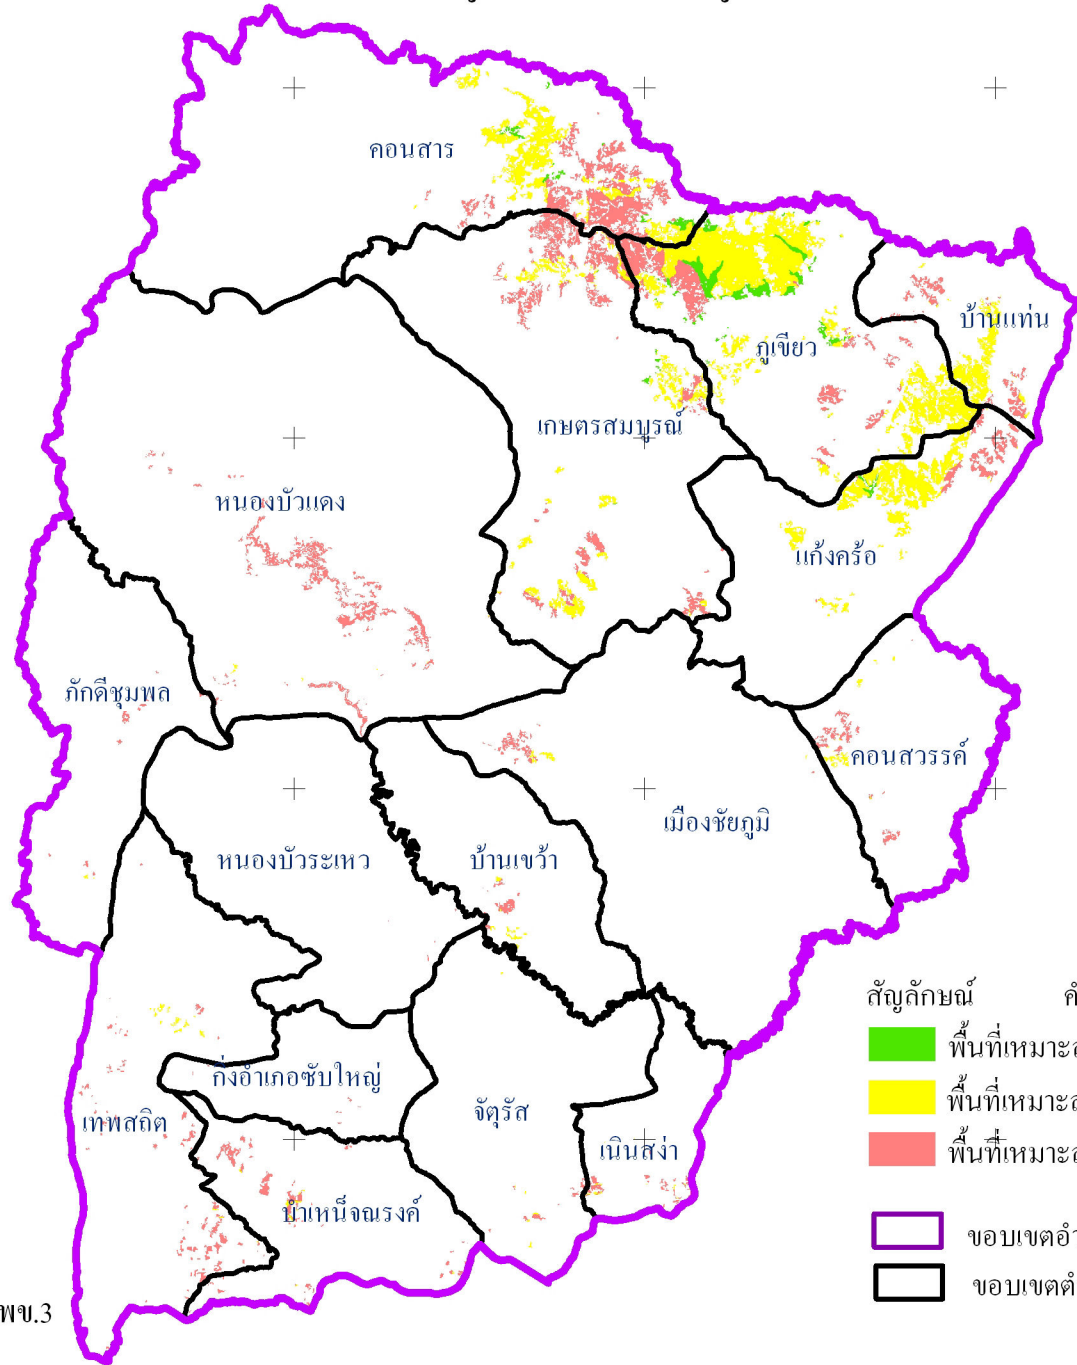 คอนสาร
บ้านแท่น
ภูเขียว
เกษตรสมบูรณ์
หนองบัวแดง
แก้งคร้อ
ภักดีชุมพล
คอนสวรรค์
เมืองชัยภูมิ
หนองบัวระเหว
บ้านเขว้า
สัญลักษณ์
พื้นที่เหมาะส
กิ่งอำเภอซับใหญ่
พื้นที่เหมาะส
จัตุรัส
เทพสถิต
เนินสง่า
พื้นที่เหมาะส
บำเหน็จณรงค์
ขอบเขตอำ
ขอบเขตตำ
พข.3